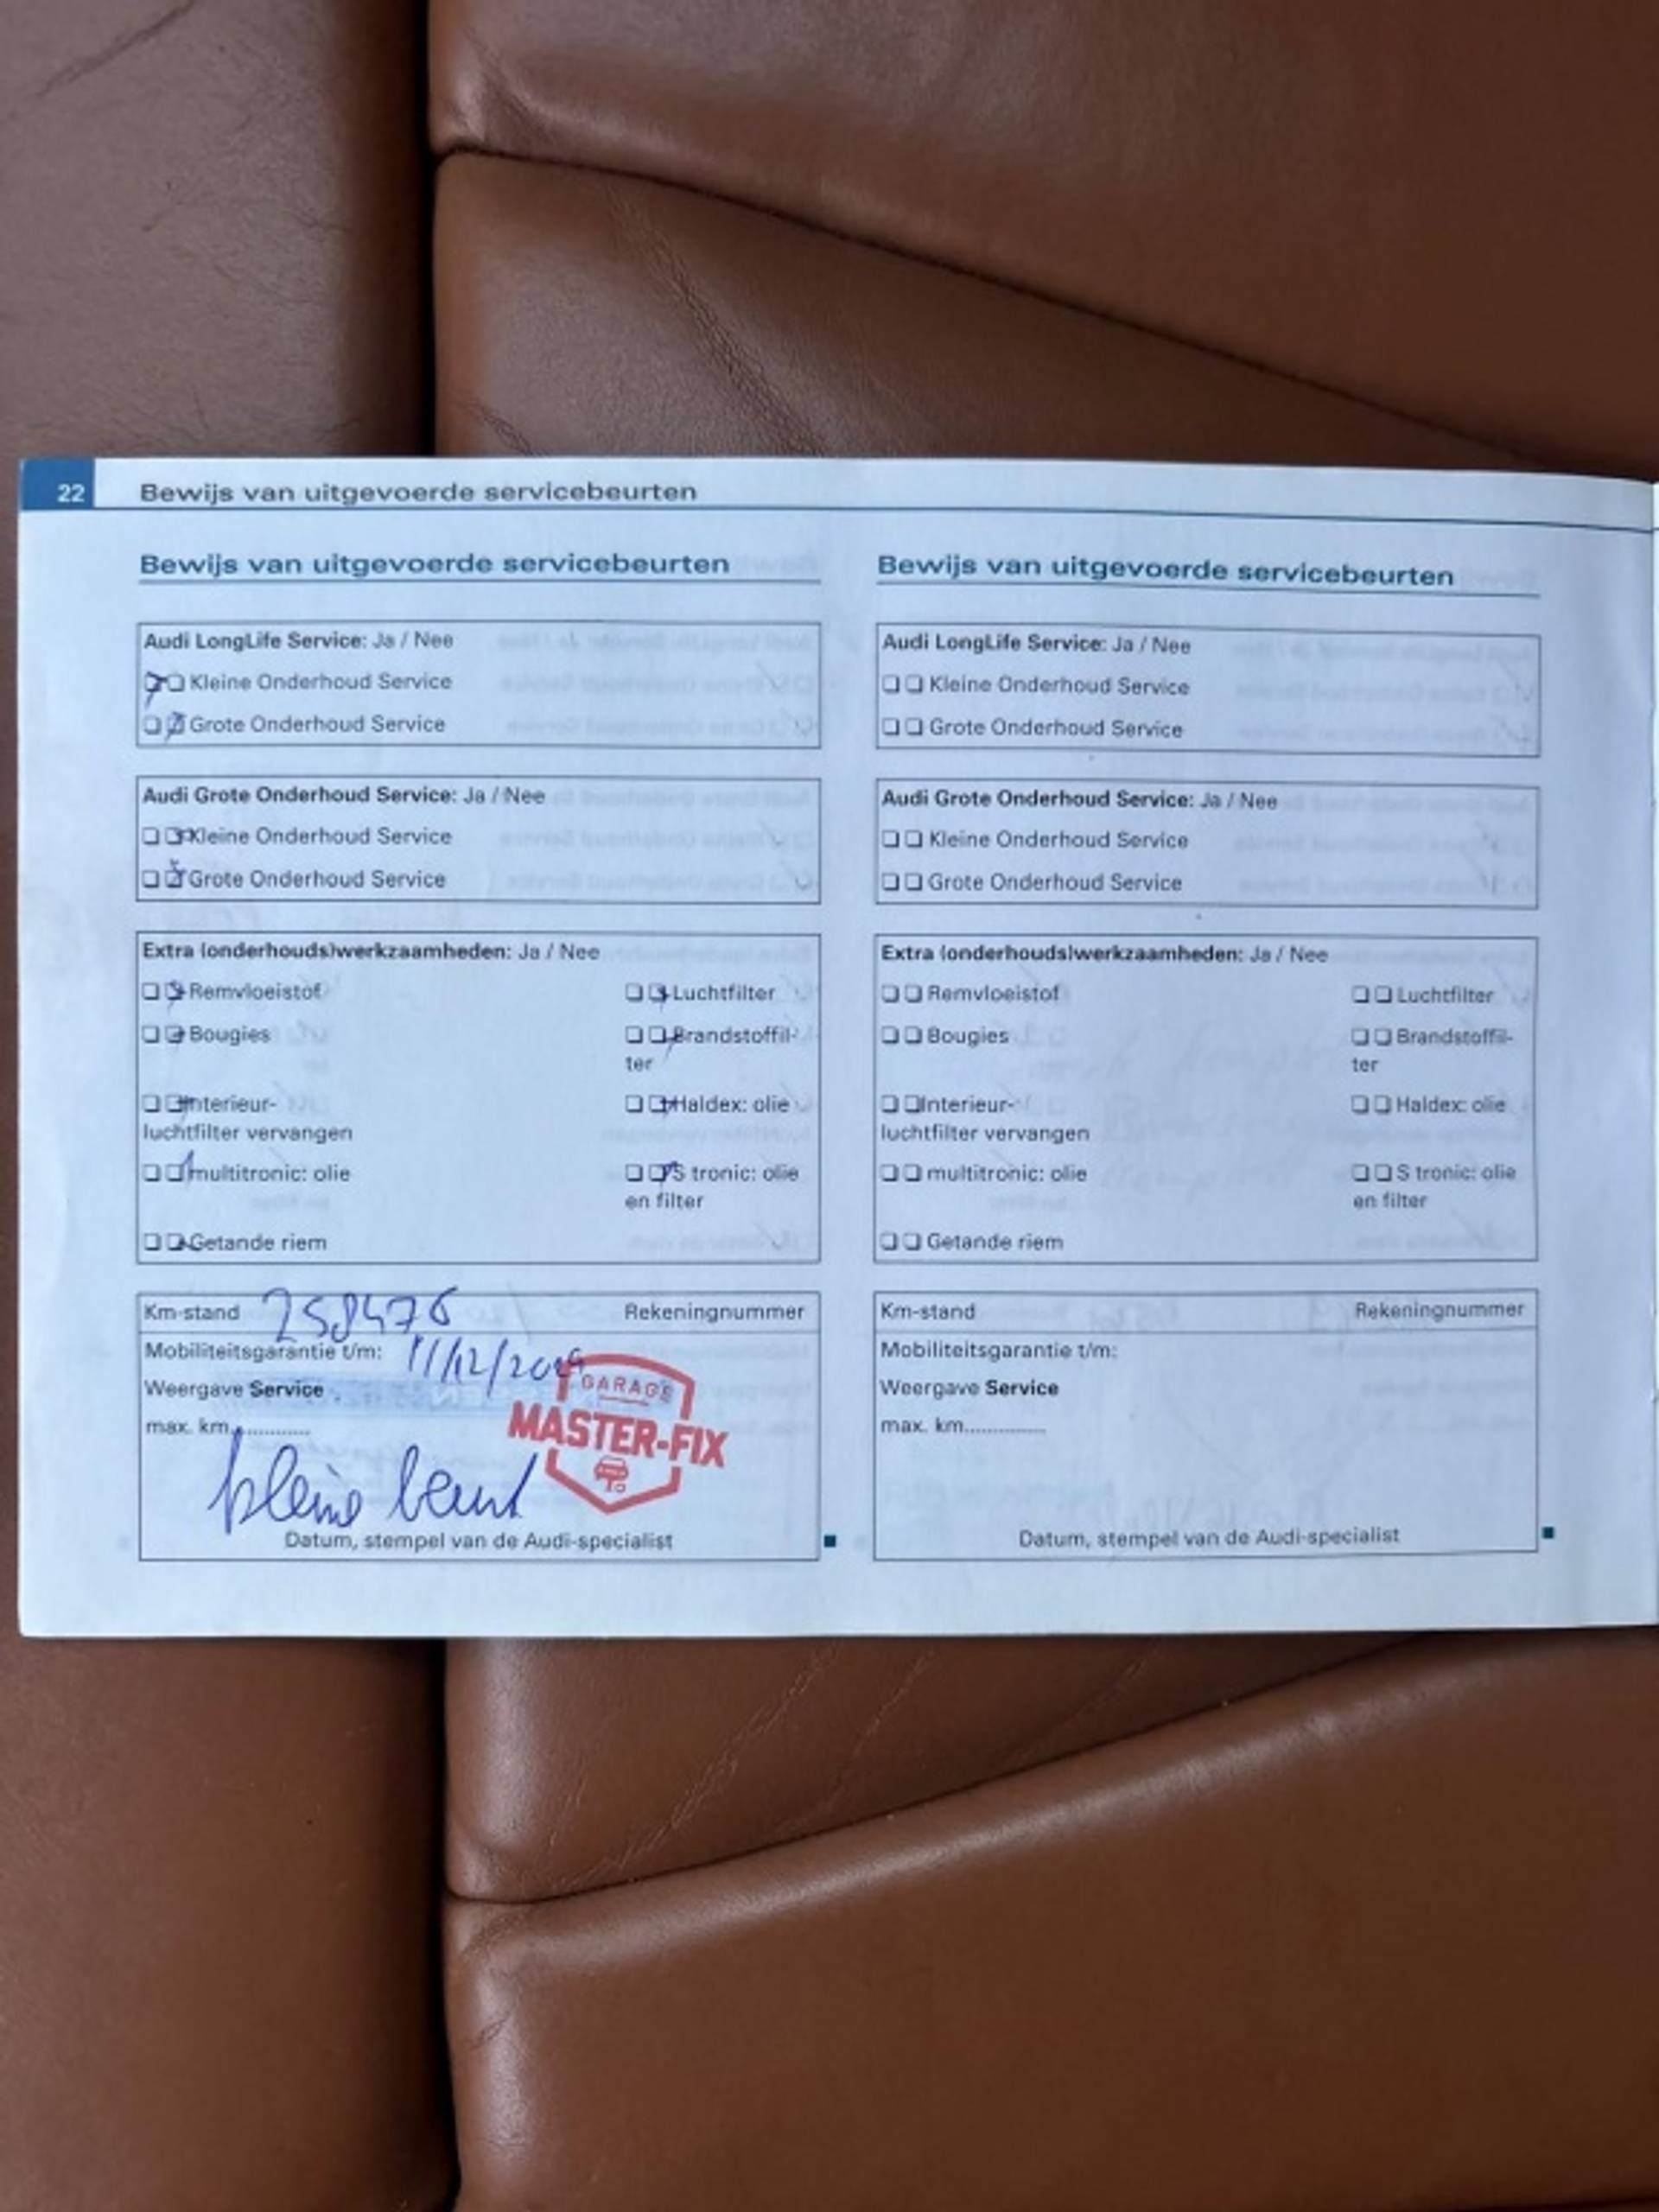 22 Bewijs van uitgevoerde servicebeurten
Bewijs van uitgevoerde servicebeurten
Audi LongLife Service: Ja / Nee
Kleine Onderhoud Service
Grote Onderhoud Service
Audi Grote Onderhoud Service: Ja / Nee
Kleine Onderhoud Service
Grote Onderhoud Service
Extra (onderhouds)werkzaamheden: Ja / Nee
Remvloeistof Luchtfilter
Bougies Brandstoffil-
ter
Interieur- Haldex: olie
luchtfilter vervangen
multitronic: olie S tronic: olie
en filter
Getande riem
Km-stand 258476 Rekeningnummer
Mobiliteitsgarantie t/m: 11/12/
Weergave Service
max. km..............
GARAGE
MASTER-FIX
kleine beurt
Datum, stempel van de Audi-specialist
Bewijs van uitgevoerde servicebeurten
Audi LongLife Service: Ja / Nee
Kleine Onderhoud Service
Grote Onderhoud Service
Audi Grote Onderhoud Service: Ja / Nee
Kleine Onderhoud Service
Grote Onderhoud Service
Extra (onderhouds)werkzaamheden: Ja / Nee
Remvloeistof Luchtfilter
Bougies Brandstoffil-
ter
Interieur- Haldex: olie
luchtfilter vervangen
multitronic: olie S tronic: olie
en filter
Getande riem
Km-stand Rekeningnummer
Mobiliteitsgarantie t/m:
Weergave Service
max. km...............
Datum, stempel van de Audi-specialist